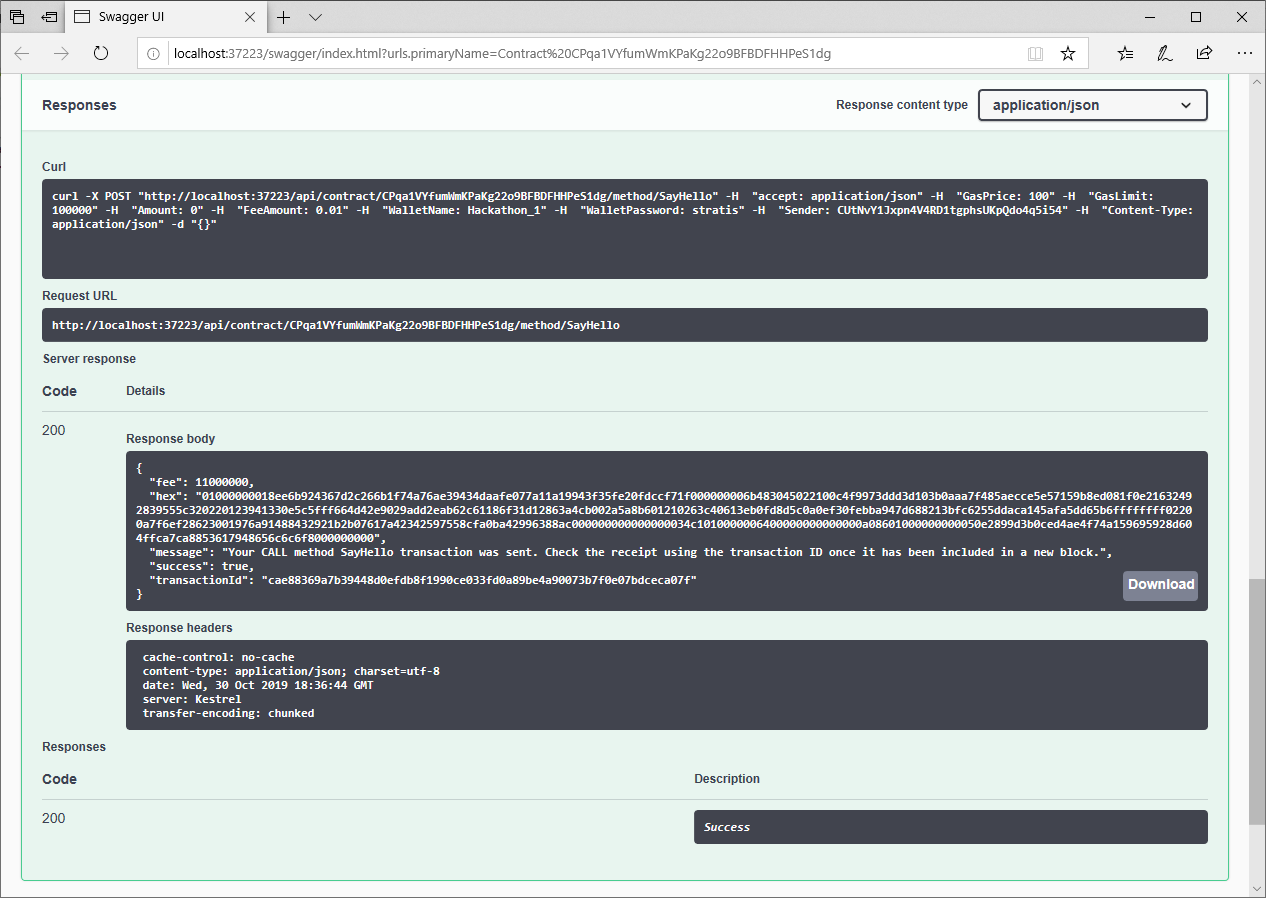 Swagger UI
localhost:37223/swagger/index.html?urls.primaryName=Contract%20CPqa1VYfumWmKPaKg22o9BFBDFHHPeS1dg
Responses
Response content type
application/json
Curl
curl -X POST "http://localhost:37223/api/contract/CPqa1VYfumWmKPaKg22o9BFBDFHHPeS1dg/method/SayHello" -H  "accept: application/json" -H  "GasPrice: 100" -H  "GasLimit:
100000" -H  "Amount: 0" -H  "FeeAmount: 0.01" -H  "WalletName: Hackathon_1" -H  "WalletPassword: stratis" -H  "Sender: CUtNvY1Jxpn4V4RD1tgphsUKpQdo4q5i54" -H  "Content-Type:
application/json" -d "{}"
Request URL
http://localhost:37223/api/contract/CPqa1VYfumWmKPaKg22o9BFBDFHHPeS1dg/method/SayHello
Server response
Code
Details
200
Response body
{
"fee": 11000000,
"hex": "01000000018ee6b924367d2c266b1f74a76ae39434daafe077a11a19943f35fe20fdccf71f000000006b483045022100c4f9973ddd3d103b0aaa7f485aecce5e57159b8ed081f0e2163249
2839555c320220123941330e5c5fff664d42e9029add2eab62c61186f31d12863a4cb002a5a8b601210263c40613eb0fd8d5c0a0ef30febba947d688213bfc6255ddaca145afa5dd65b6ffffffff0220
0a7f6ef28623001976a91488432921b2b07617a42342597558cfa0ba42996388ac000000000000000034c10100000064000000000000000a08601000000000050e2899d3b0ced4ae4f74a159695928d604
4ffca7ca8853617948656c6c6f8000000000",
"message": "Your CALL method SayHello transaction was sent. Check the receipt using the transaction ID once it has been included in a new block.",
"success": true,
"transactionId": "cae88369a7b39448d0efdb8f1990ce033fd0a89be4a90073b7f0e07bdceca07f"
}
Download
Response headers
cache-control: no-cache
content-type: application/json; charset=utf-8
date: Wed, 30 Oct 2019 18:36:44 GMT
server: Kestrel
transfer-encoding: chunked
Responses
Code
Description
200
Success